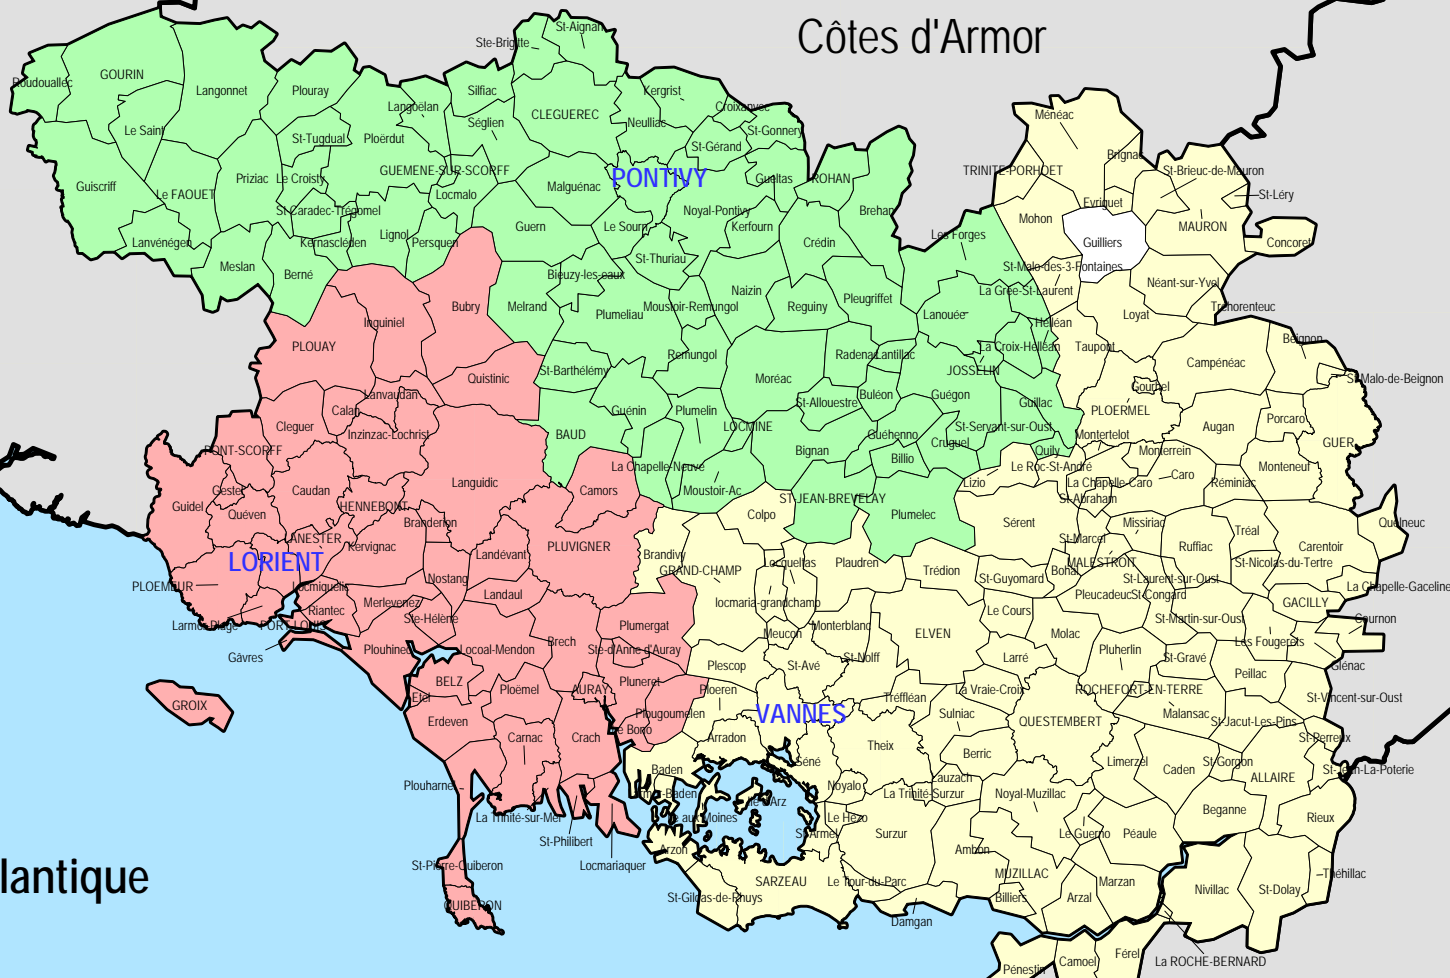 Côtes d'Armor
St-Aignan
Ste-Brigitte
Roudouallec
GOURIN
Langonnet
Plouray
Silfiac
Kergrist
CLEGUEREC
Langoëlan
Croixanvec
Ménéac
Le Saint
St-Tugdual
Ploërdut
Séglien
Neulliac
St-Gonnery
St-Gérand
Brignac
TRINITE-PORHOET
St-Brieuc-de-Mauron
GUEMENE-SUR-SCORFF
PONTIVY
Gueltas
ROHAN
Guiscriff
Le FAOUET
Priziac
Le Croisty
Locmalo
Malguénac
St-Léry
Evriguet
St-Caradec-Trégomel
Noyal-Pontivy
Brehan
Mohon
MAURON
Guern
Le Sourn
Kerfourn
Lanvénégen
Kernascléden
Lignol
Persquen
Crédin
Les Forges
Guilliers
Concoret
Meslan
Berné
St-Thuriau
St-Malo-des-3-Fontaines
Bieuzy-les-eaux
Naizin
La Grée-St-Laurent
Néant-sur-Yvel
Bubry
Melrand
Plumeliau
Moustoir-Remungol
Reguiny
Pleugriffet
Lanouée
Loyat
Tréhorenteuc
Inguiniel
Helléan
PLOUAY
Remungol
Radenac
Lantillac
La Croix-Helléan
Taupont
Campénéac
Beignon
Quistinic
St-Barthélémy
Moréac
JOSSELIN
St-Malo-de-Beignon
Lanvaudan
Buléon
Guégon
Gourhel
Calan
Guénin
Plumelin
St-Allouestre
Guillac
PLOERMEL
Porcaro
Cleguer
Inzinzac-Lochrist
BAUD
LOCMINE
Guéhenno
Cruguel
St-Servant-sur-Oust
Montertelot
Augan
GUER
PONT-SCORFF
Bignan
Billio
Quily
Monterrein
La Chapelle-Neuve
Le Roc-St-André
Monteneuf
Gestel
Caudan
Languidic
Camors
Moustoir-Ac
ST JEAN-BREVELAY
Lizio
La Chapelle-Caro
Caro
Réminiac
Guidel
Quéven
HENNEBONT
Colpo
Plumelec
St-Abraham
Branderion
Sérent
Missiriac
Tréal
Quelneuc
LANESTER
Kervignac
PLUVIGNER
St-Marcel
Ruffiac
Carentoir
LORIENT
Landévant
Brandivy
GRAND-CHAMP
Locqueltas
Plaudren
Trédion
St-Guyomard
Bohal
MALESTROIT
St-Nicolas-du-Tertre
PLOEMEUR
Locmiquelic
Nostang
St-Laurent-sur-Oust
La Chapelle-Gaceline
Riantec
Merlevenez
Landaul
locmaria-grandchamp
Le Cours
Pleucadeuc
St-Congard
GACILLY
Larmor-Plage
PORT-LOUIS
Ste-Hélène
Plumergat
Meucon
Monterblanc
ELVEN
Molac
St-Martin-sur-Oust
Cournon
Gâvres
Plouhinec
Locoal-Mendon
Brech
Ste-d'Anne d'Auray
Plescop
St-Avé
St-Nolff
Larré
Pluherlin
St-Gravé
Les Fougerets
Glénac
BELZ
Ploëmel
AURAY
Pluneret
Ploeren
La Vraie-Croix
ROCHEFORT-EN-TERRE
Peillac
GROIX
Etel
Tréffléan
St-Vincent-sur-Oust
Erdeven
Plougoumelen
VANNES
Sulniac
QUESTEMBERT
Malansac
St-Jacut-Les-Pins
Carnac
Crach
Le Bono
Arradon
Theix
Berric
St-Perreux
Plouharnel
Baden
Séné
Limerzel
Caden
St-Gorgon
ALLAIRE
St-Jean-La-Poterie
Larmor-Baden
Ile d'Arz
Noyalo
Lauzach
La Trinité-sur-Mer
Ile aux Moines
La Trinité-Surzur
Noyal-Muzillac
Beganne
Rieux
St-Philibert
St-Armel
Le Hézo
Surzur
Le Guerno
Péaule
Locmariaquer
Arzon
Ambon
St-Pierre-Quiberon
lantique
SARZEAU
Le Tour-du-Parc
MUZILLAC
Marzan
Théhillac
QUIBERON
St-Gildas-de-Rhuys
Billiers
Arzal
Nivillac
St-Dolay
Damgan
Pénestin
Camoel
Férel
La ROCHE-BERNARD